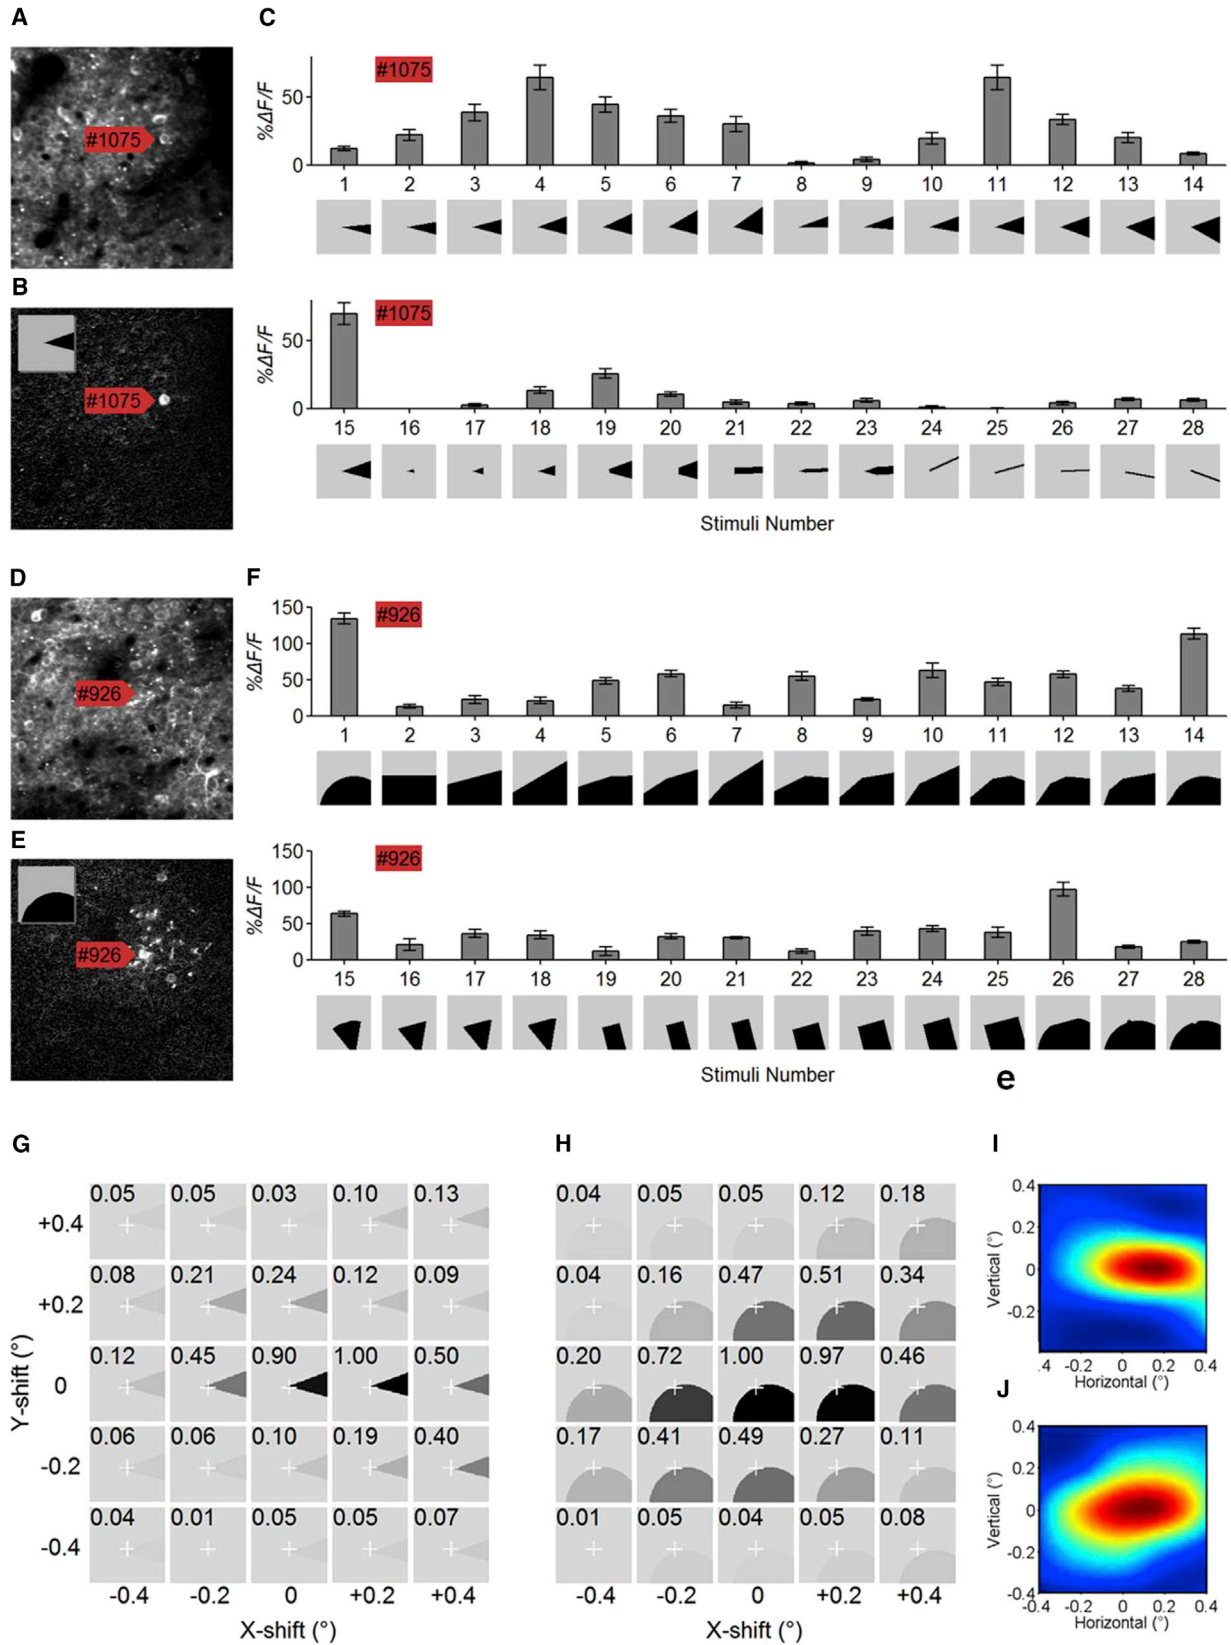 A
C
#1075
#1075
%ΔF/F
50
0
1 2 3 4 5 6 7 8 9 10 11 12 13 14
B
#1075
#1075
%ΔF/F
50
0
15 16 17 18 19 20 21 22 23 24 25 26 27 28
Stimuli Number
D
F
#926
#926
%ΔF/F
150
100
50
0
1 2 3 4 5 6 7 8 9 10 11 12 13 14
E
#926
#926
%ΔF/F
150
100
50
0
15 16 17 18 19 20 21 22 23 24 25 26 27 28
Stimuli Number
e
G
Y-shift (°)
+0.4 0.05 0.05 0.03 0.10 0.13
+0.2 0.08 0.21 0.24 0.12 0.09
0 0.12 0.45 0.90 1.00 0.50
-0.2 0.06 0.06 0.10 0.19 0.40
-0.4 0.04 0.01 0.05 0.05 0.07
-0.4 -0.2 0 +0.2 +0.4
X-shift (°)
H
0.04 0.05 0.05 0.12 0.18
0.04 0.16 0.47 0.51 0.34
0.20 0.72 1.00 0.97 0.46
0.17 0.41 0.49 0.27 0.11
0.01 0.05 0.04 0.05 0.08
-0.4 -0.2 0 +0.2 +0.4
X-shift (°)
I
Vertical (°)
0.4
0.2
0
-0.2
.4 0 0.2 0.4
Horizontal (°)
J
Vertical (°)
0.4
0.2
0
-0.2
-0.4
-0.4 -0.2 0 0.2 0.4
Horizontal (°)